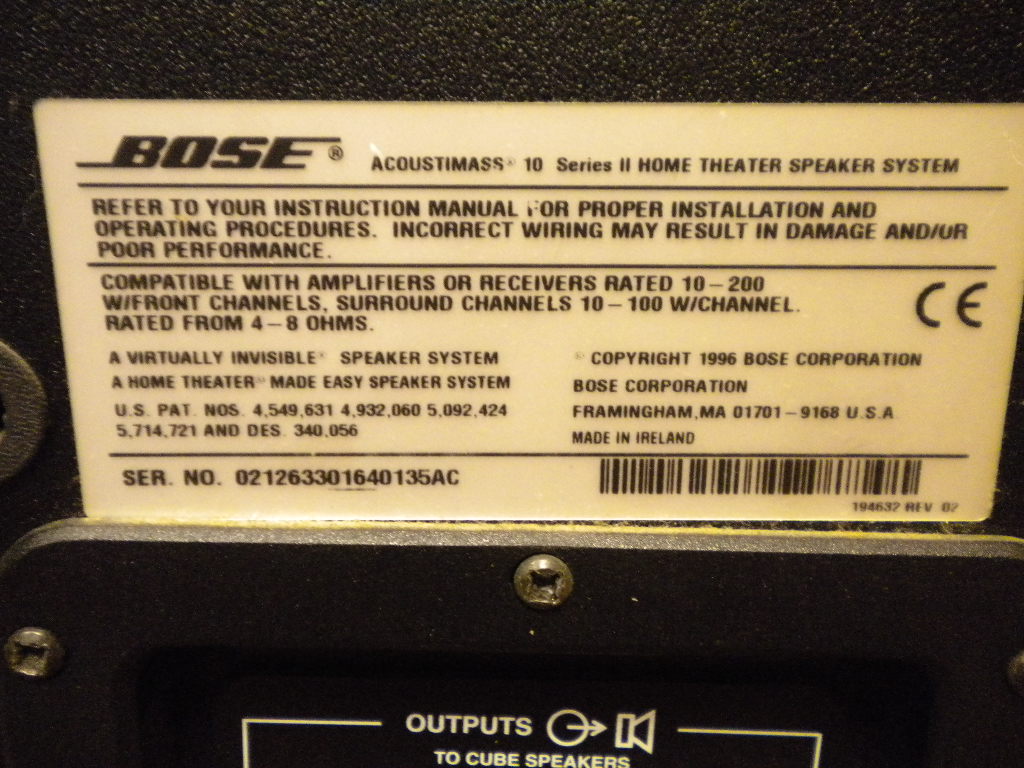 BOSE®
ACOUSTIMASS® 10 Series II HOME THEATER SPEAKER SYSTEM
REFER TO YOUR INSTRUCTION MANUAL FOR PROPER INSTALLATION AND
OPERATING PROCEDURES. INCORRECT WIRING MAY RESULT IN DAMAGE AND/OR
POOR PERFORMANCE.
COMPATIBLE WITH AMPLIFIERS OR RECEIVERS RATED 10-200
W/FRONT CHANNELS, SURROUND CHANNELS 10-100 W/CHANNEL.
RATED FROM 4-8 OHMS.
CE
A VIRTUALLY INVISIBLE® SPEAKER SYSTEM
A HOME THEATER® MADE EASY SPEAKER SYSTEM
U.S. PAT. NOS. 4,549,631 4,932,060 5,092,424
5,714,721 AND DES. 340,056
© COPYRIGHT 1996 BOSE CORPORATION
BOSE CORPORATION
FRAMINGHAM, MA 01701-9168 U.S.A
MADE IN IRELAND
SER. NO. 021263301640135AC
194632 REV 02
OUTPUTS
TO CUBE SPEAKERS